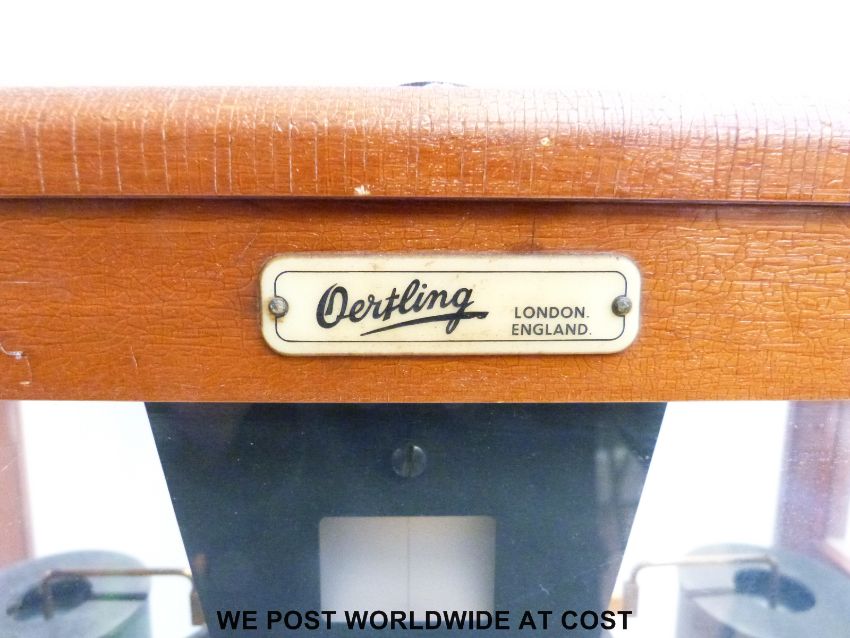 Oertling
LONDON.
ENGLAND.
WE POST WORLDWIDE AT COST